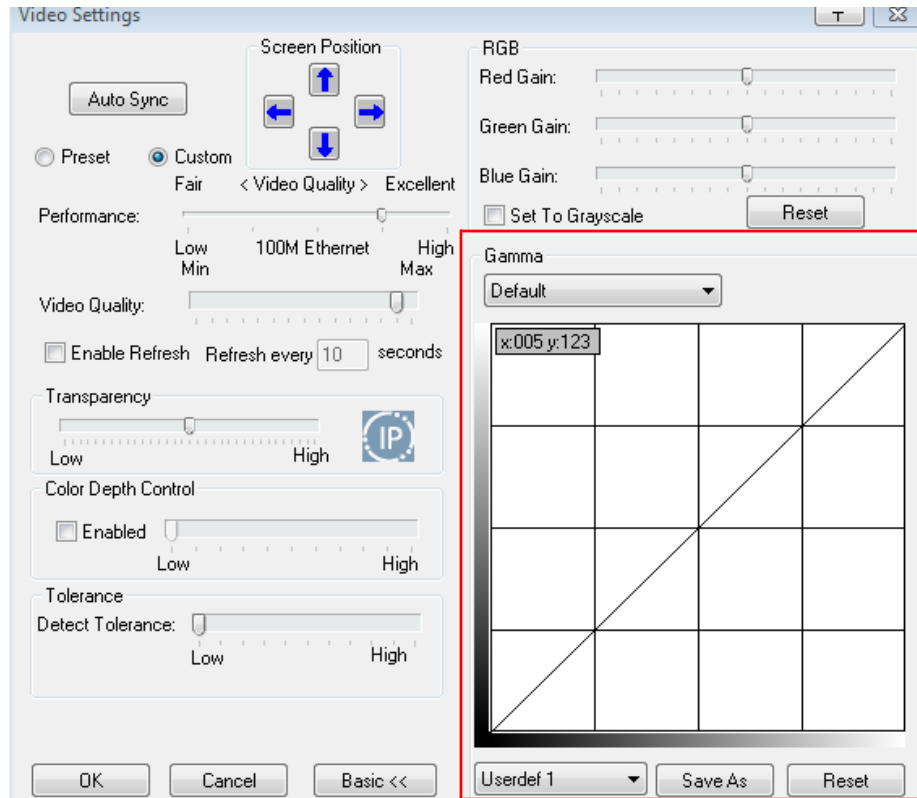 Video Settings
Screen Position
Auto Sync
Preset Custom
Fair < Video Quality > Excellent
Performance:
Low 100M Ethernet High
Min Max
Video Quality:
Enable Refresh Refresh every 10 seconds
Transparency
IP
Low High
Color Depth Control
Enabled
Low High
Tolerance
Detect Tolerance:
Low High
OK Cancel Basic <<
RGB
Red Gain:
Green Gain:
Blue Gain:
Set To Grayscale Reset
Gamma
Default
x:005 y:123
Userdef 1 Save As Reset